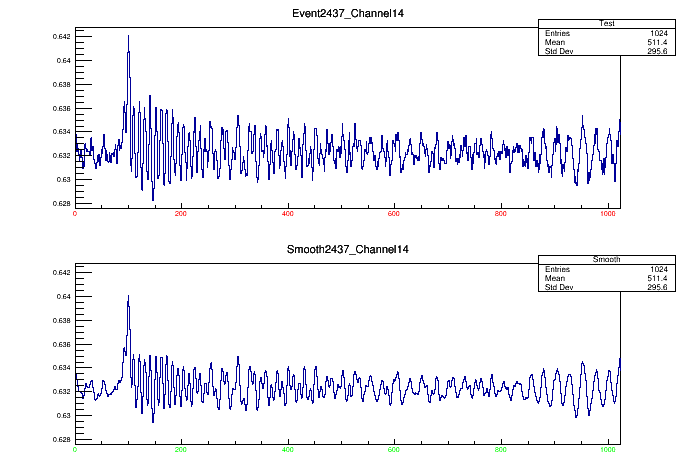 Event2437_Channel14
Test
Entries 1024
Mean 511.4
Std Dev 295.6
0.642
0.64
0.638
0.636
0.634
0.632
0.63
0.628
0 200 400 600 800 1000
Smooth2437_Channel14
Smooth
Entries 1024
Mean 511.4
Std Dev 295.6
0.642
0.64
0.638
0.636
0.634
0.632
0.63
0.628
0 200 400 600 800 1000